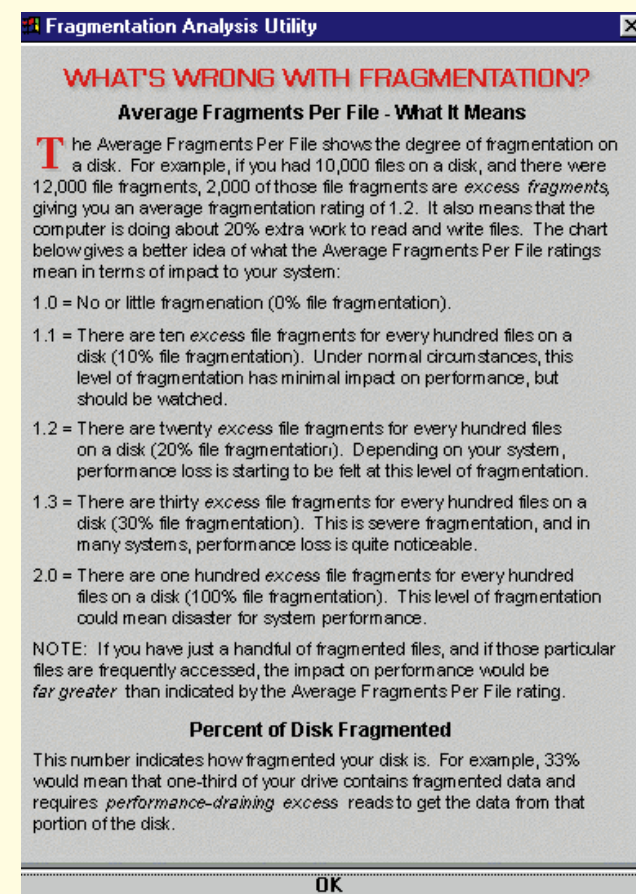 Fragmentation Analysis Utility
WHAT'S WRONG WITH FRAGMENTATION?
Average Fragments Per File - What It Means
The Average Fragments Per File shows the degree of fragmentation on
a disk. For example, if you had 10,000 files on a disk, and there were
12,000 file fragments, 2,000 of those file fragments are excess fragments,
giving you an average fragmentation rating of 1.2. It also means that the
computer is doing about 20% extra work to read and write files. The chart
below gives a better idea of what the Average Fragments Per File ratings
mean in terms of impact to your system:
1.0 = No or little fragmenation (0% file fragmentation).
1.1 = There are ten excess file fragments for every hundred files on a
disk (10% file fragmentation). Under normal circumstances, this
level of fragmentation has minimal impact on performance, but
should be watched.
1.2 = There are twenty excess file fragments for every hundred files
on a disk (20% file fragmentation). Depending on your system,
performance loss is starting to be felt at this level of fragmentation.
1.3 = There are thirty excess file fragments for every hundred files on a
disk (30% file fragmentation). This is severe fragmentation, and in
many systems, performance loss is quite noticeable.
2.0 = There are one hundred excess file fragments for every hundred
files on a disk (100% file fragmentation). This level of fragmentation
could mean disaster for system performance.
NOTE: If you have just a handful of fragmented files, and if those particular
files are frequently accessed, the impact on performance would be
far greater than indicated by the Average Fragments Per File rating.
Percent of Disk Fragmented
This number indicates how fragmented your disk is. For example, 33%
would mean that one-third of your drive contains fragmented data and
requires performance-draining excess reads to get the data from that
portion of the disk.
OK